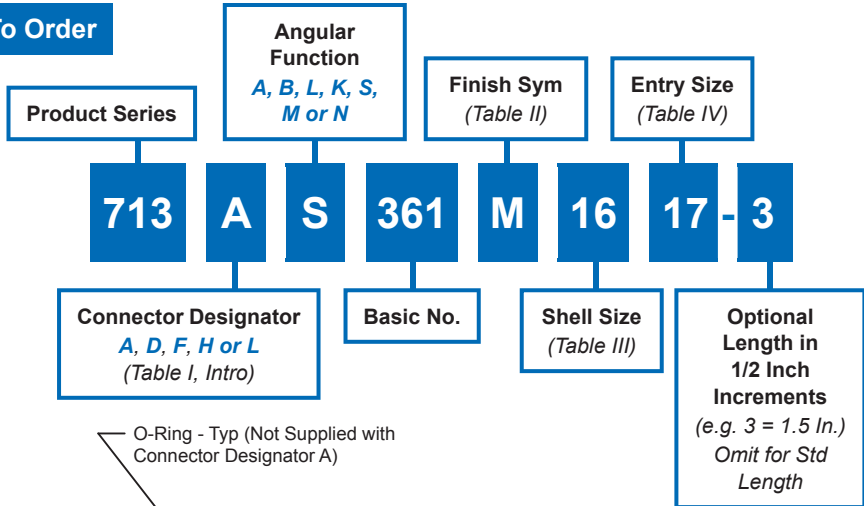 To Order
Angular
Function
A, B, L, K, S,
M or N
Finish Sym
(Table II)
Entry Size
(Table IV)
Product Series
713 A S 361 M 16 17 - 3
Connector Designator
A, D, F, H or L
(Table I, Intro)
Basic No.
Shell Size
(Table III)
Optional
Length in
1/2 Inch
Increments
(e.g. 3 = 1.5 In.)
Omit for Std
Length
O-Ring - Typ (Not Supplied with
Connector Designator A)